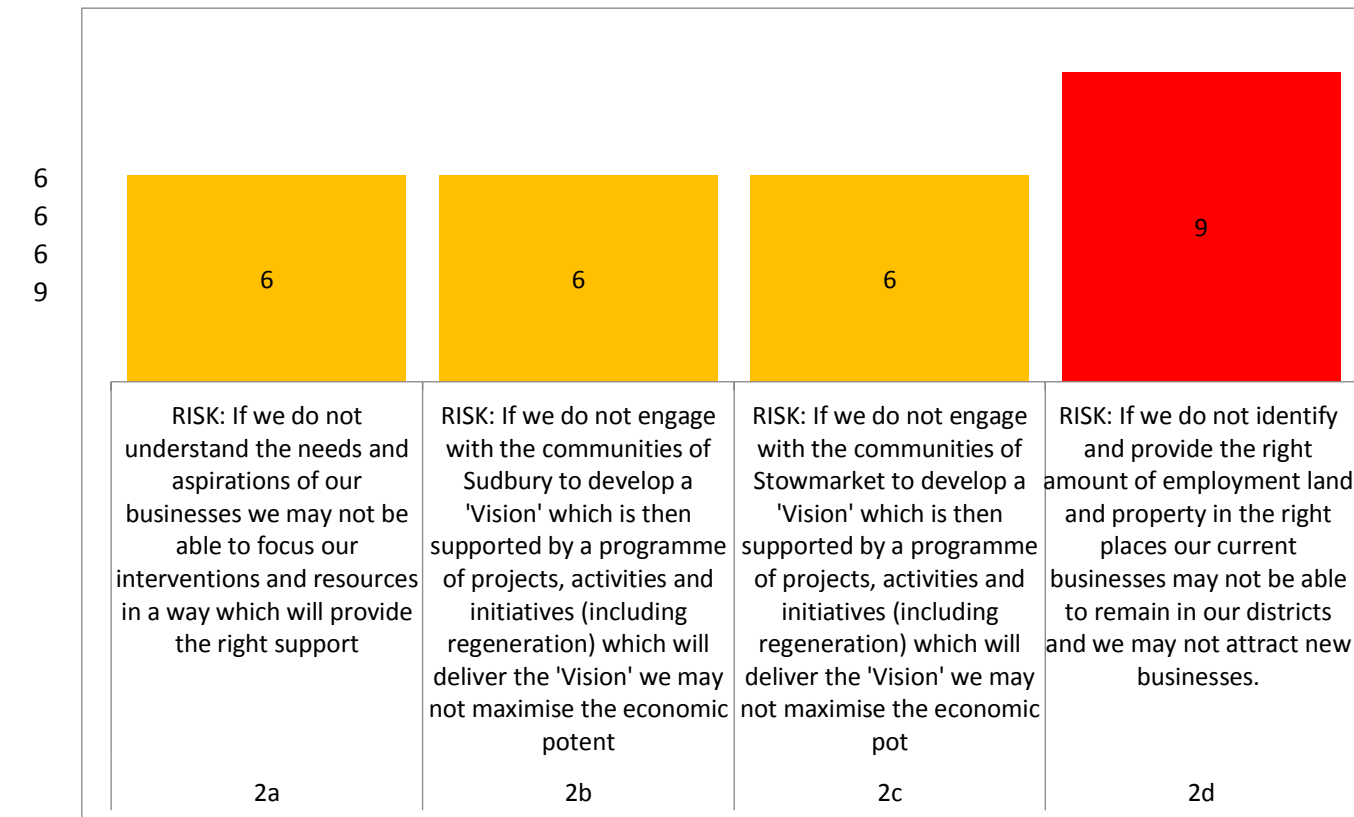 6
6
6
9
6
6
6
9
RISK: If we do not
understand the needs and
aspirations of our
businesses we may not be
able to focus our
interventions and resources
in a way which will provide
the right support
2a
RISK: If we do not engage
with the communities of
Sudbury to develop a
'Vision' which is then
supported by a programme
of projects, activities and
initiatives (including
regeneration) which will
deliver the 'Vision' we may
not maximise the economic
potent
2b
RISK: If we do not engage
with the communities of
Stowmarket to develop a
'Vision' which is then
supported by a programme
of projects, activities and
initiatives (including
regeneration) which will
deliver the 'Vision' we may
not maximise the economic
pot
2c
RISK: If we do not identify
and provide the right
amount of employment land
and property in the right
places our current
businesses may not be able
to remain in our districts
and we may not attract new
businesses.
2d